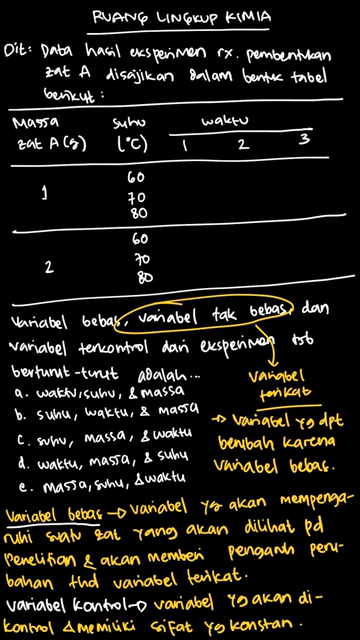 RUANG LINGKUP KIMIA
Dit: Data hasil eksperimen rx. pembentukan
zat A disajikan dalam bentuk tabel
berikut:
Massa suhu waktu
zat A (g) (°C) 1 2 3
60
1 70
80
60
2 70
80
Variabel bebas, variabel tak bebas, dan
variabel terkontrol dari eksperimen tsb
berturut-turut adalah...
a. waktu, suhu, & massa
b. suhu, waktu, & massa
c. suhu, massa, & waktu
d. waktu, massa, & suhu
e. massa, suhu, & waktu
variabel
terikat
→ variabel yg dpt
berubah karena
variabel bebas.
Variabel bebas → variabel yg akan mempenga-
ruhi suatu zat yang akan dilihat pd
penelitian & akan memberi pengaruh peru-
bahan thd variabel terikat.
variabel kontrol → variabel yg akan di-
kontrol & memiliki sifat yg konstan.